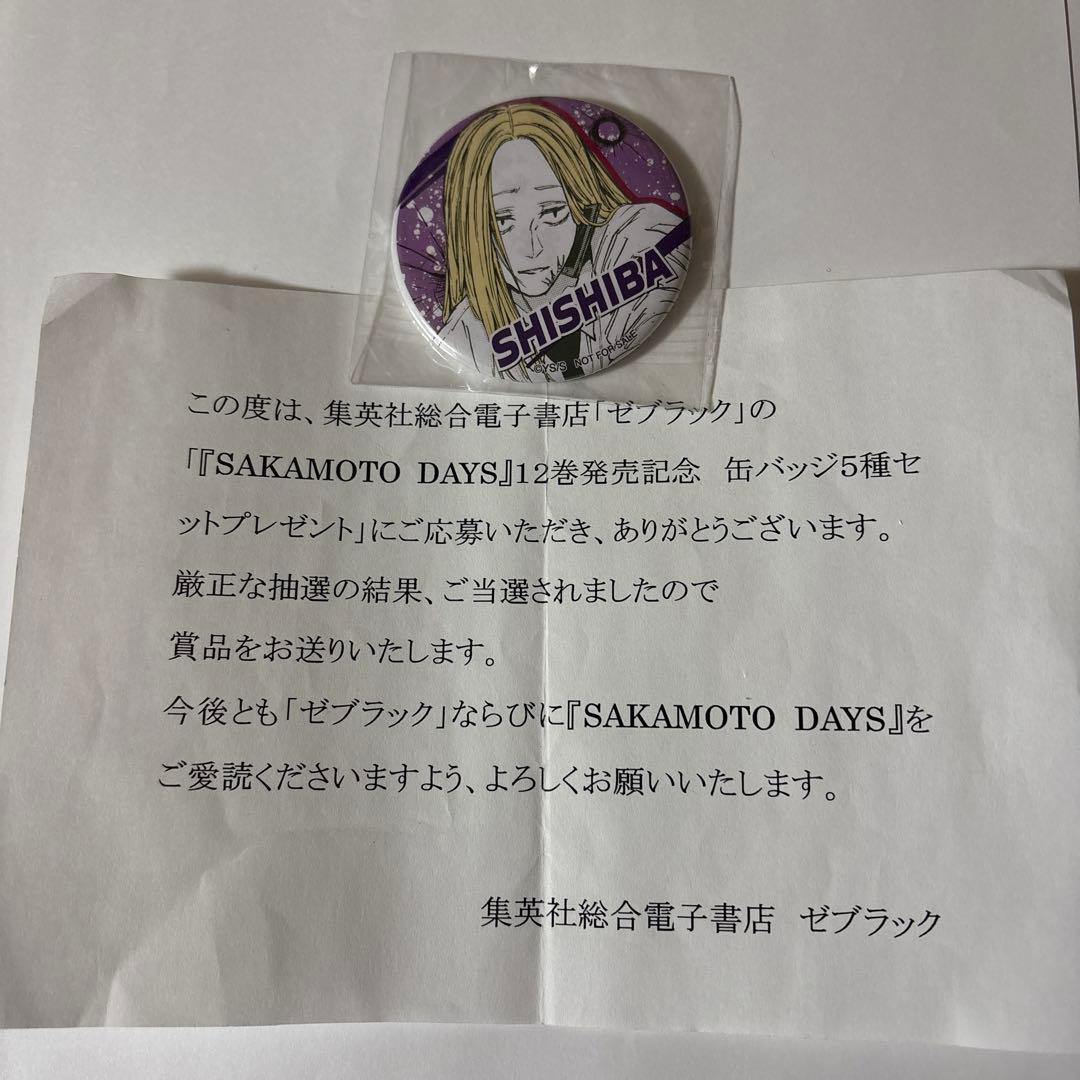 SHISHIBA
©YS/S NOT FOR SALE
この度は、集英社総合電子書店「ゼブラック」の
「『SAKAMOTO DAYS』12巻発売記念 缶バッジ5種セ
ットプレゼント」にご応募いただき、ありがとうございます。
厳正な抽選の結果、ご当選されましたので
賞品をお送りいたします。
今後とも「ゼブラック」ならびに『SAKAMOTO DAYS』を
ご愛読くださいますよう、よろしくお願いいたします。
集英社総合電子書店 ゼブラック